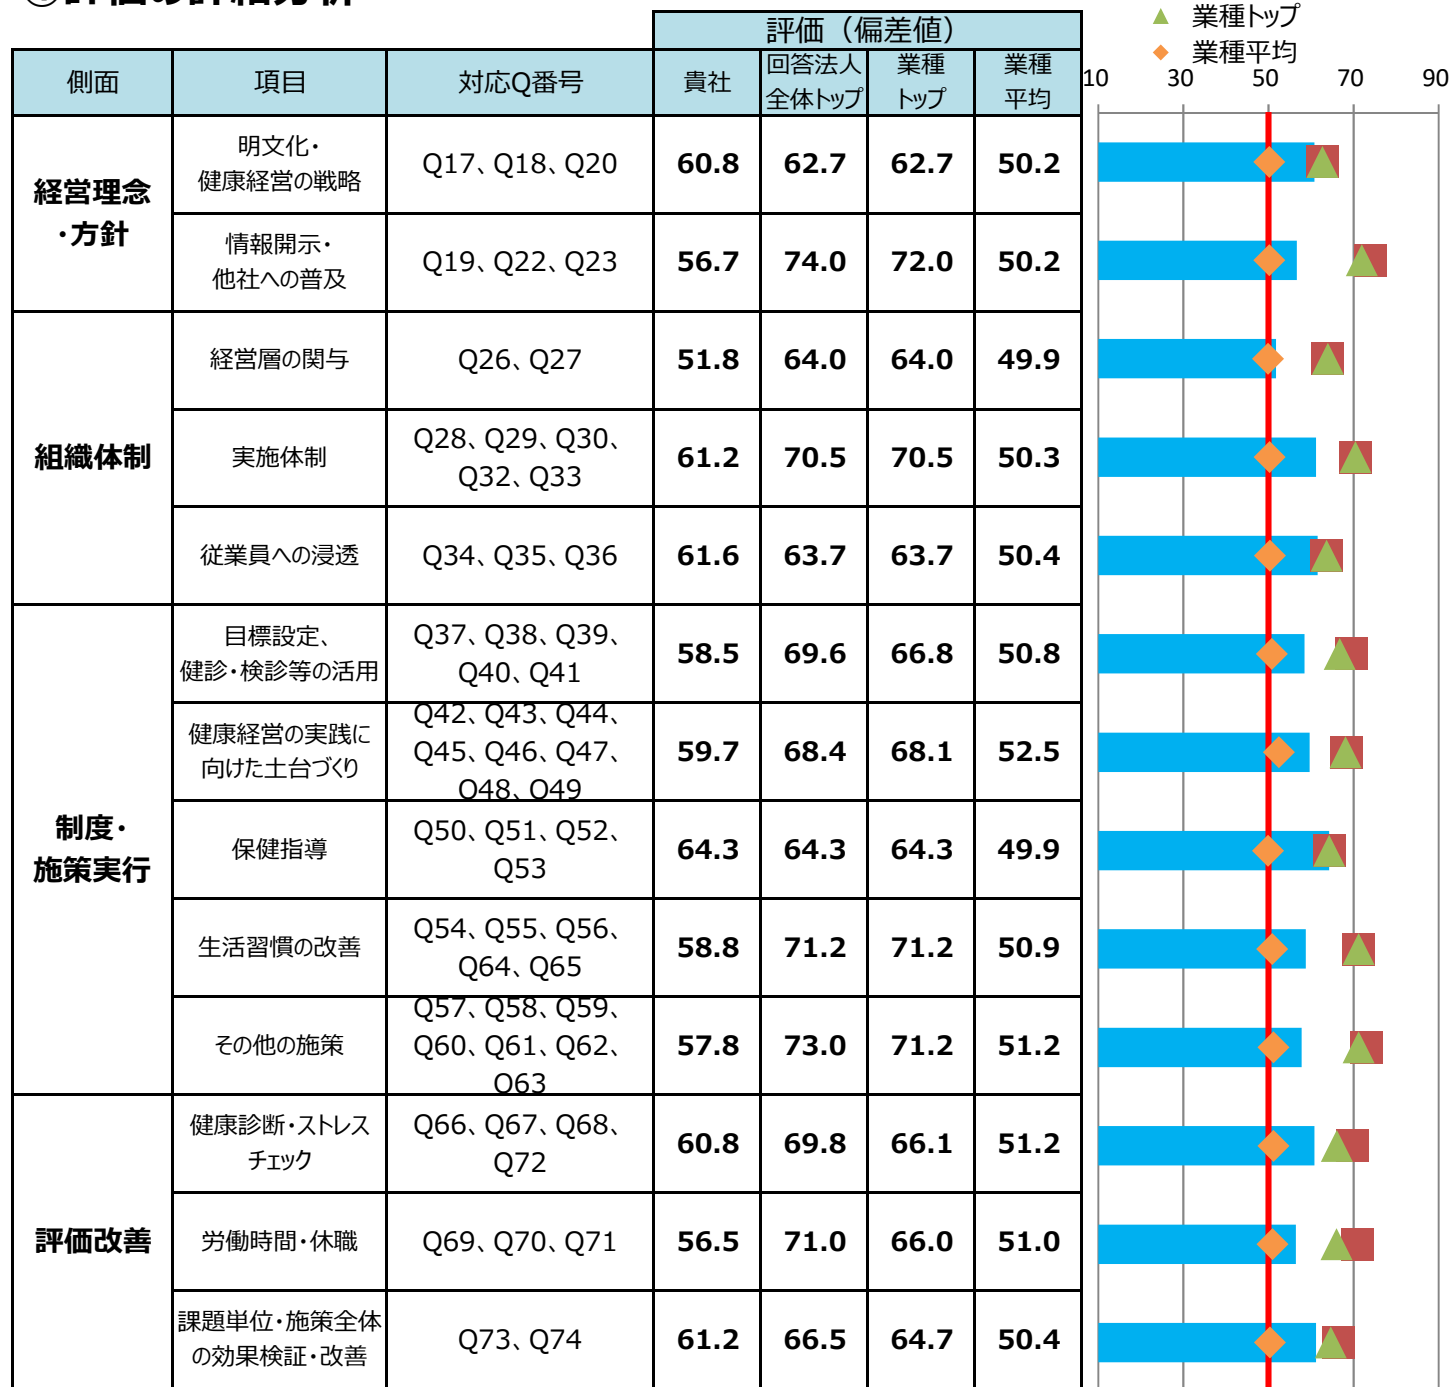 評価（偏差値）
▲ 業種トップ
◆ 業種平均
側面 項目 対応Q番号 貴社 回答法人 業種 業種
全体トップ トップ 平均
10 30 50 70 90
経営理念
・方針
明文化・
健康経営の戦略
Q17、Q18、Q20 60.8 62.7 62.7 50.2
情報開示・
他社への普及
Q19、Q22、Q23 56.7 74.0 72.0 50.2
組織体制
経営層の関与 Q26、Q27 51.8 64.0 64.0 49.9
実施体制
Q28、Q29、Q30、
Q32、Q33
61.2 70.5 70.5 50.3
従業員への浸透 Q34、Q35、Q36 61.6 63.7 63.7 50.4
制度・
施策実行
目標設定、
健診・検診等の活用
Q37、Q38、Q39、
Q40、Q41
58.5 69.6 66.8 50.8
健康経営の実践に
向けた土台づくり
Q42、Q43、Q44、
Q45、Q46、Q47、
Q48、Q49
59.7 68.4 68.1 52.5
保健指導
Q50、Q51、Q52、
Q53
64.3 64.3 64.3 49.9
生活習慣の改善
Q54、Q55、Q56、
Q64、Q65
58.8 71.2 71.2 50.9
その他の施策
Q57、Q58、Q59、
Q60、Q61、Q62、
Q63
57.8 73.0 71.2 51.2
評価改善
健康診断・ストレス
チェック
Q66、Q67、Q68、
Q72
60.8 69.8 66.1 51.2
労働時間・休職 Q69、Q70、Q71 56.5 71.0 66.0 51.0
課題単位・施策全体
の効果検証・改善
Q73、Q74 61.2 66.5 64.7 50.4